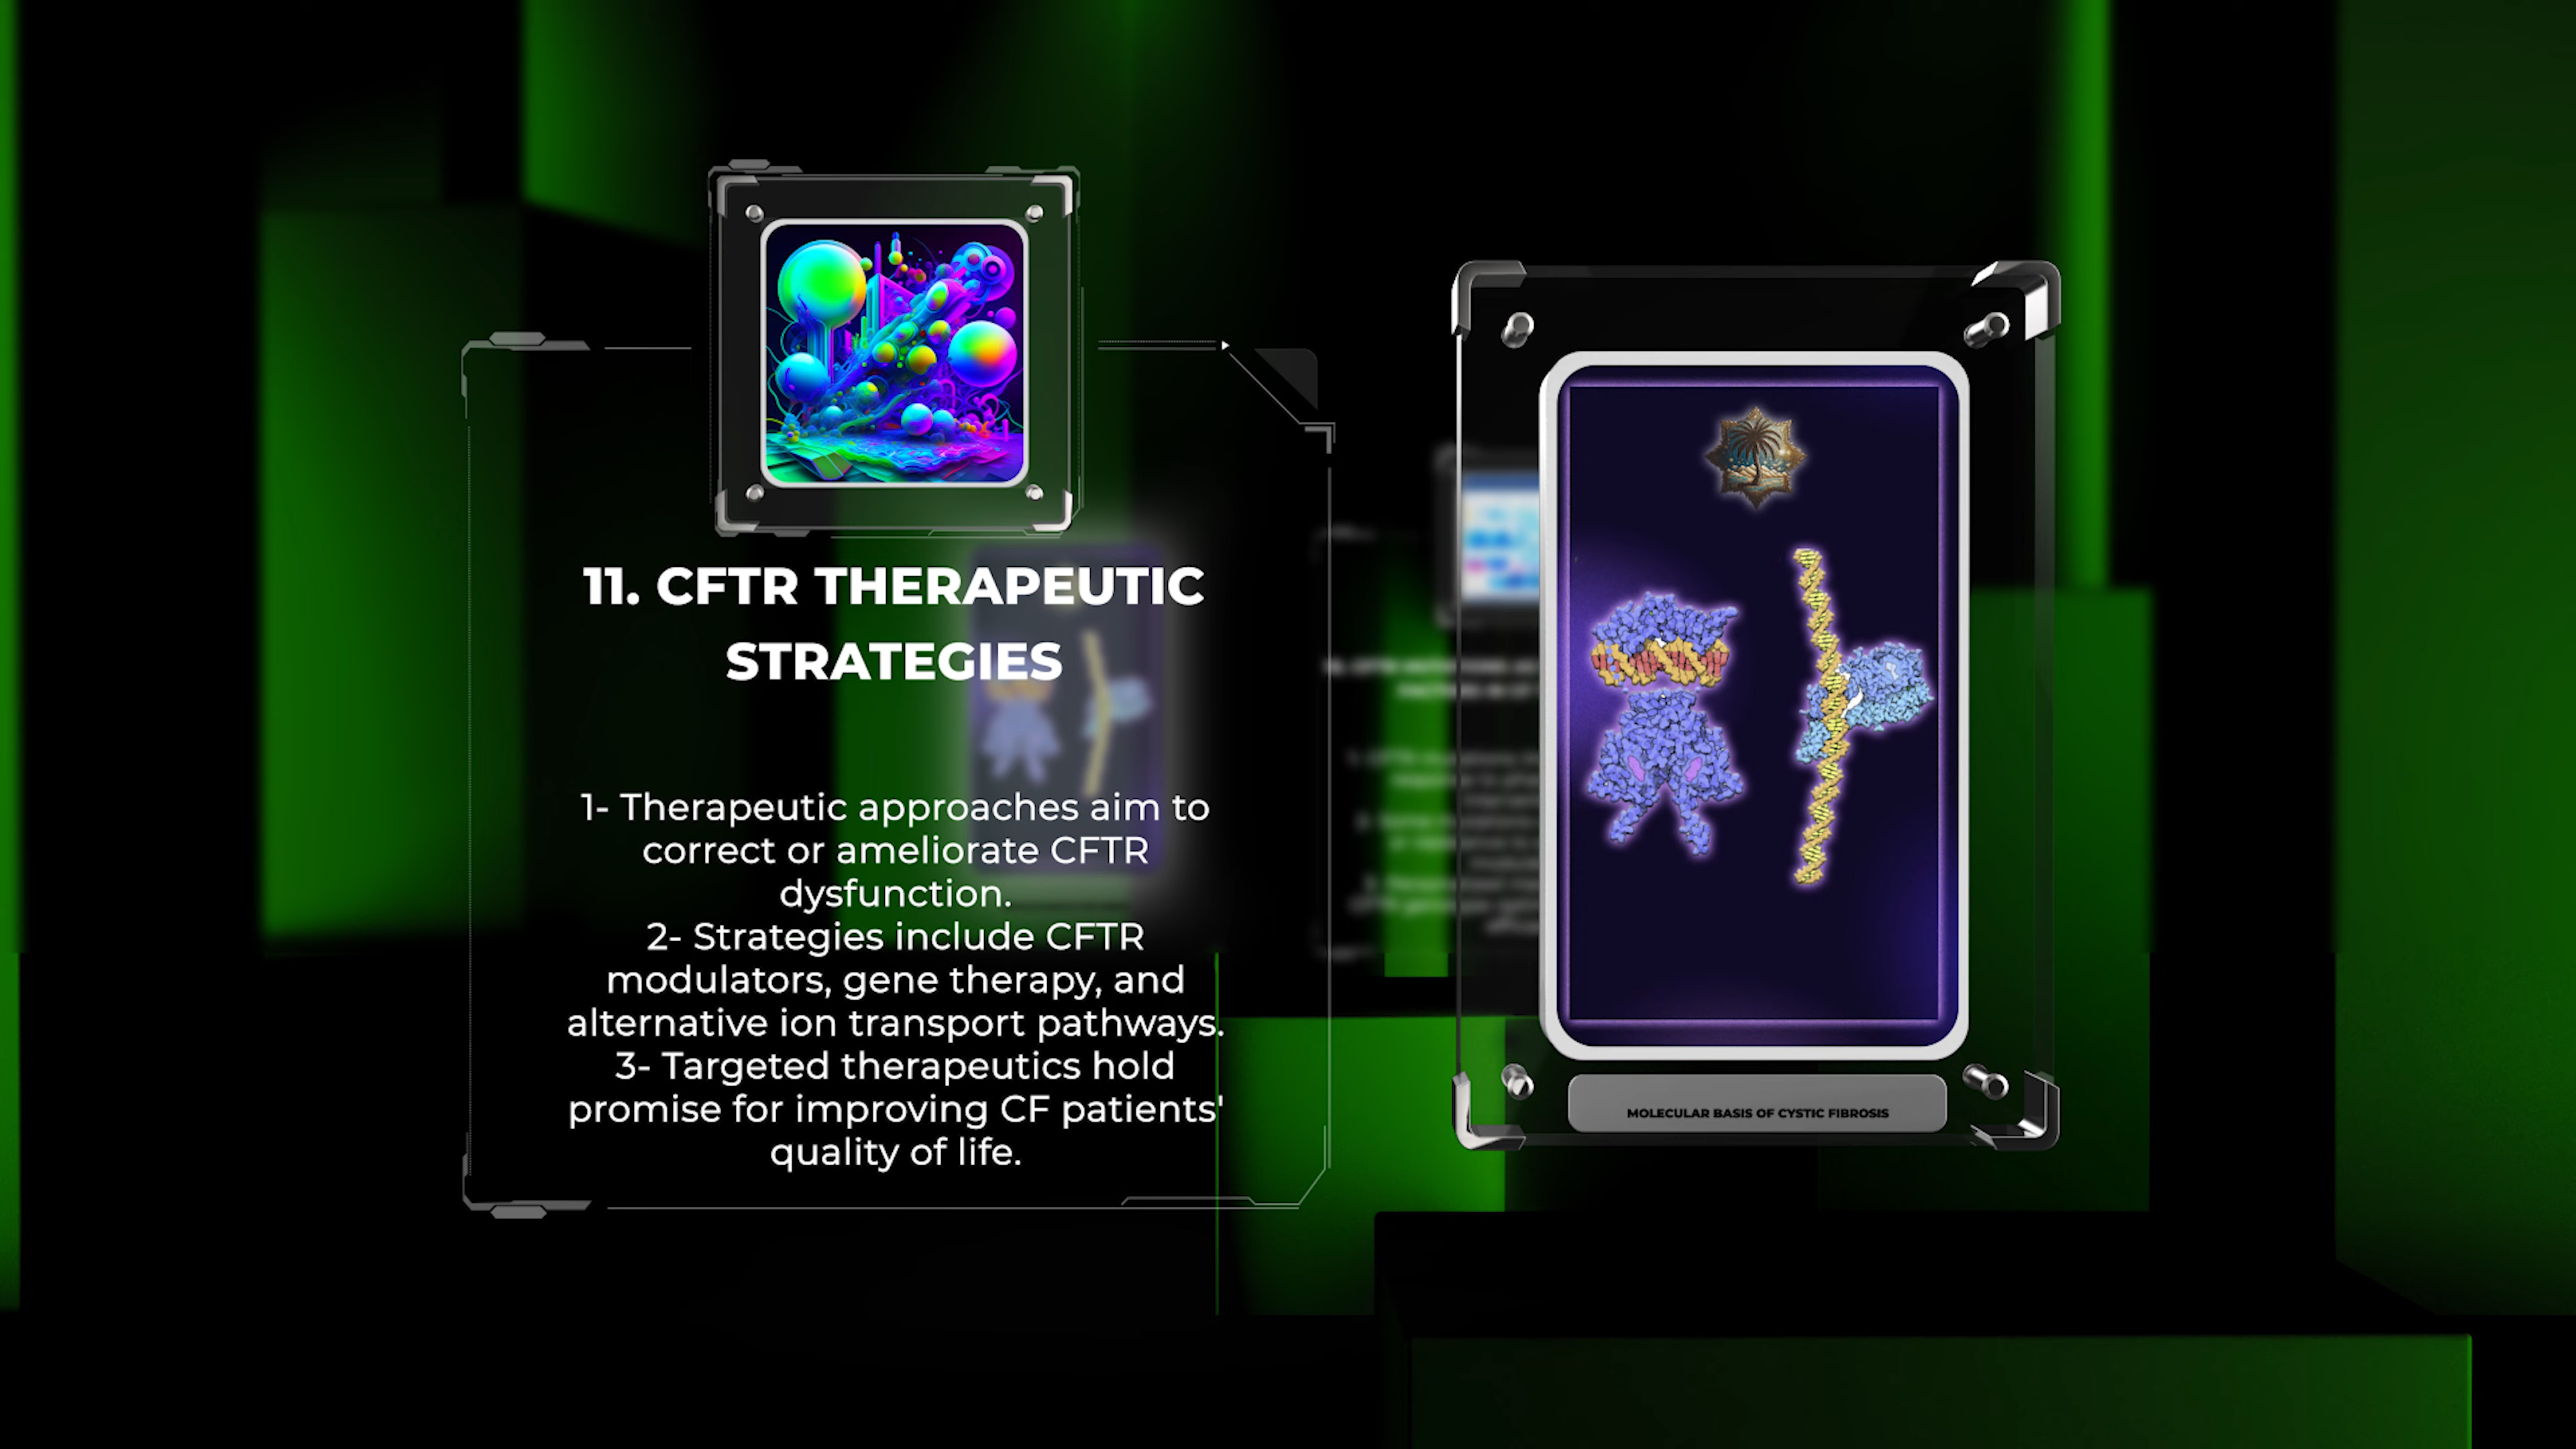 11. CFTR THERAPEUTIC
STRATEGIES
1- Therapeutic approaches aim to
correct or ameliorate CFTR
dysfunction.
2- Strategies include CFTR
modulators, gene therapy, and
alternative ion transport pathways.
3- Targeted therapeutics hold
promise for improving CF patients'
quality of life.
MOLECULAR BASIS OF CYSTIC FIBROSIS